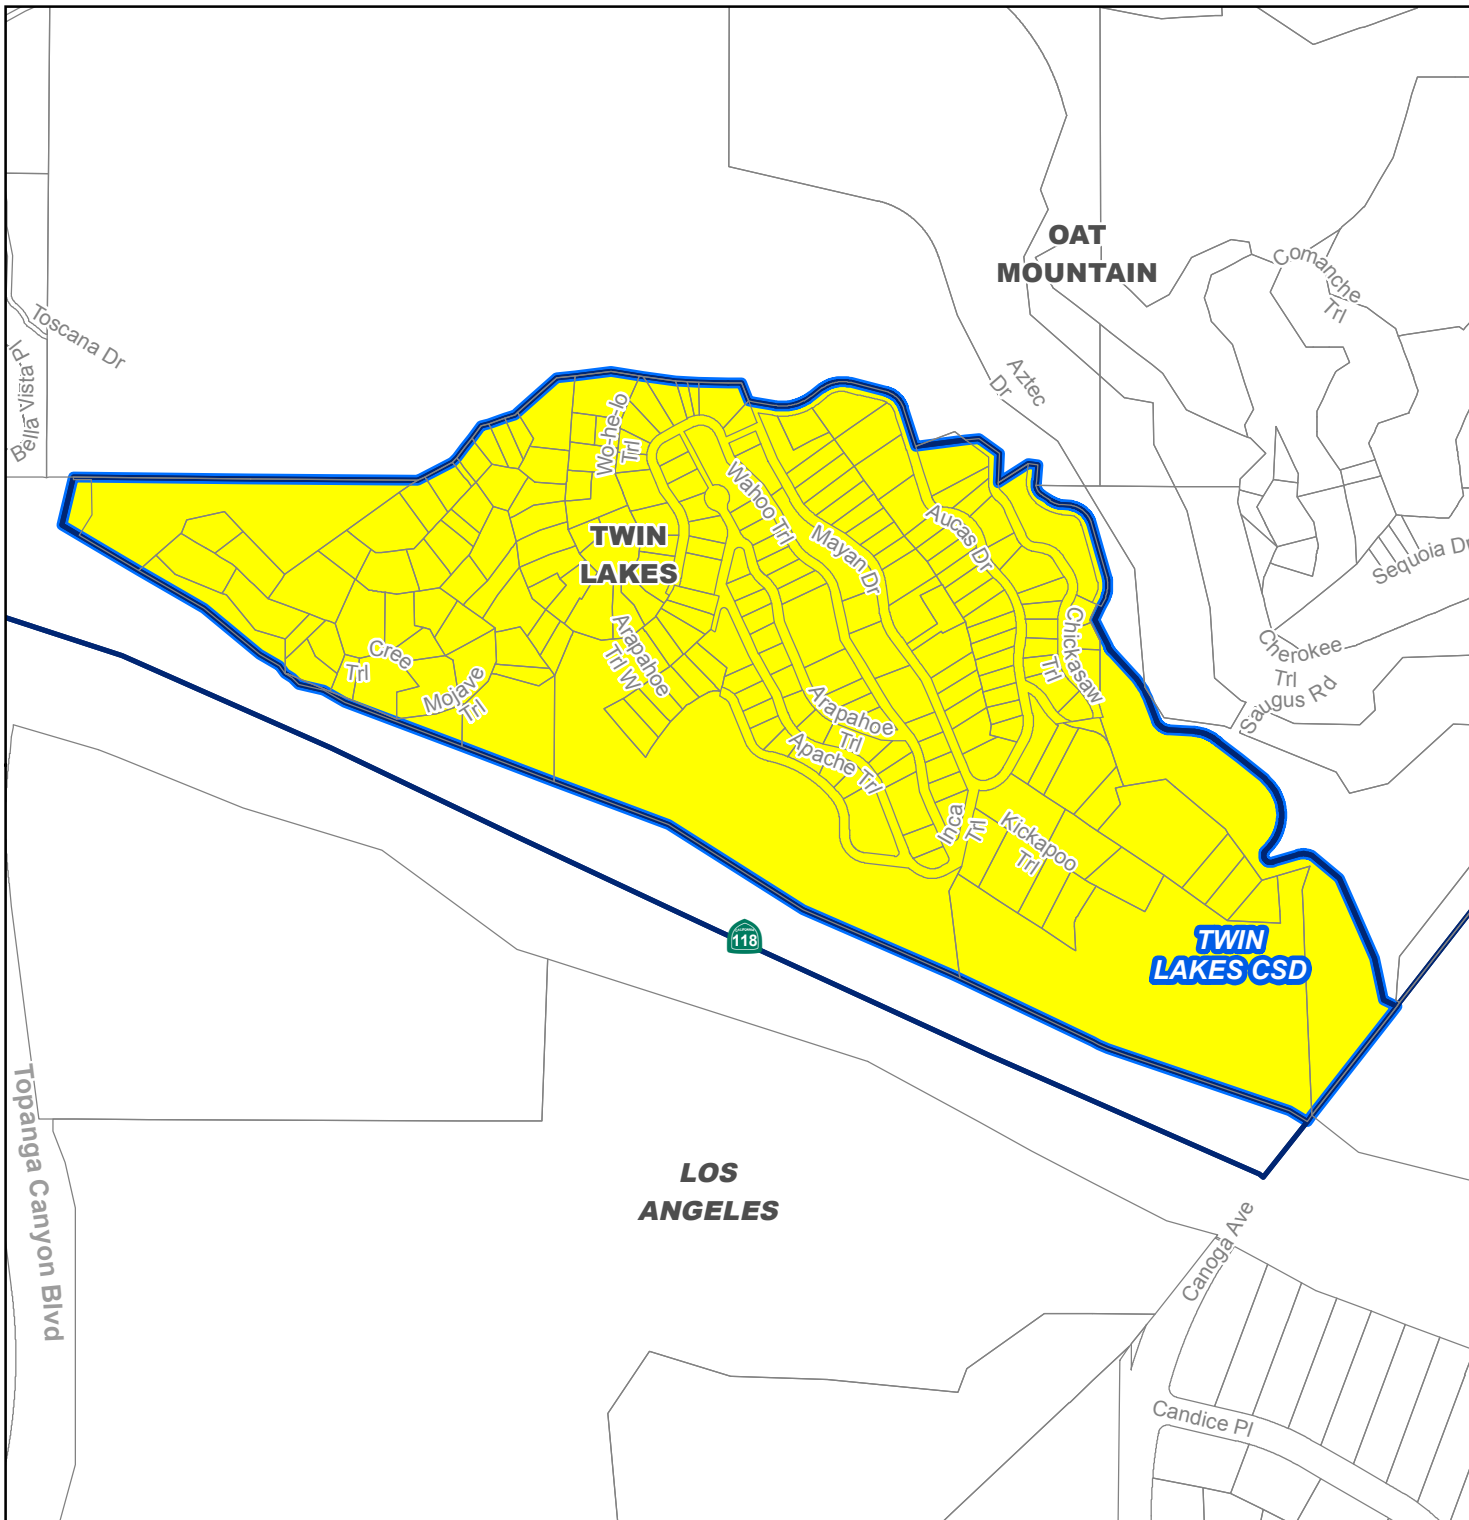 OAT
MOUNTAIN
Comanche
Trl
Toscana Dr
Bella Vista Pl
Aztec
Dr
Wo-he-lo
Trl
Wahoo Trl
TWIN
LAKES
Mayan Dr
Aucas Dr
Sequoia Dr
Cherokee
Trl
Saugus Rd
Chickasaw
Trl
Cree
Trl
Mojave
Trl
Arapahoe
Trl W
Arapahoe
Trl
Apache Trl
Inca
Trl
Kickapoo
Trl
CALIFORNIA
118
TWIN
LAKES CSD
Topanga Canyon Blvd
LOS
ANGELES
Canoga Ave
Candice Pl